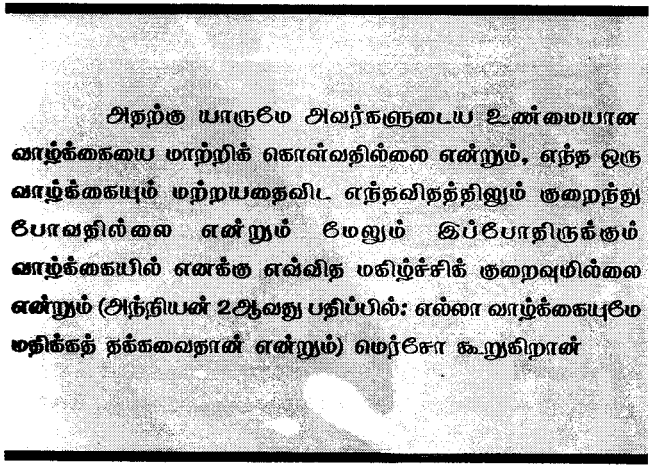 அதற்கு யாருமே அவர்களுடைய உண்மையான
வாழ்க்கையை மாற்றிக் கொள்வதில்லை என்றும், எந்த ஒரு
வாழ்க்கையும் மற்றயதைவிட எந்தவிதத்திலும் குறைந்து
போவதில்லை என்றும் மேலும் இப்போதிருக்கும்
வாழ்க்கையில் எனக்கு எவ்வித மகிழ்ச்சிக் குறைவுமில்லை
என்றும் (அந்நியன் 2ஆவது பதிப்பில்: எல்லா வாழ்க்கையுமே
மதிக்கத் தக்கவைதான் என்றும்) மெர்சோ கூறுகிறான்